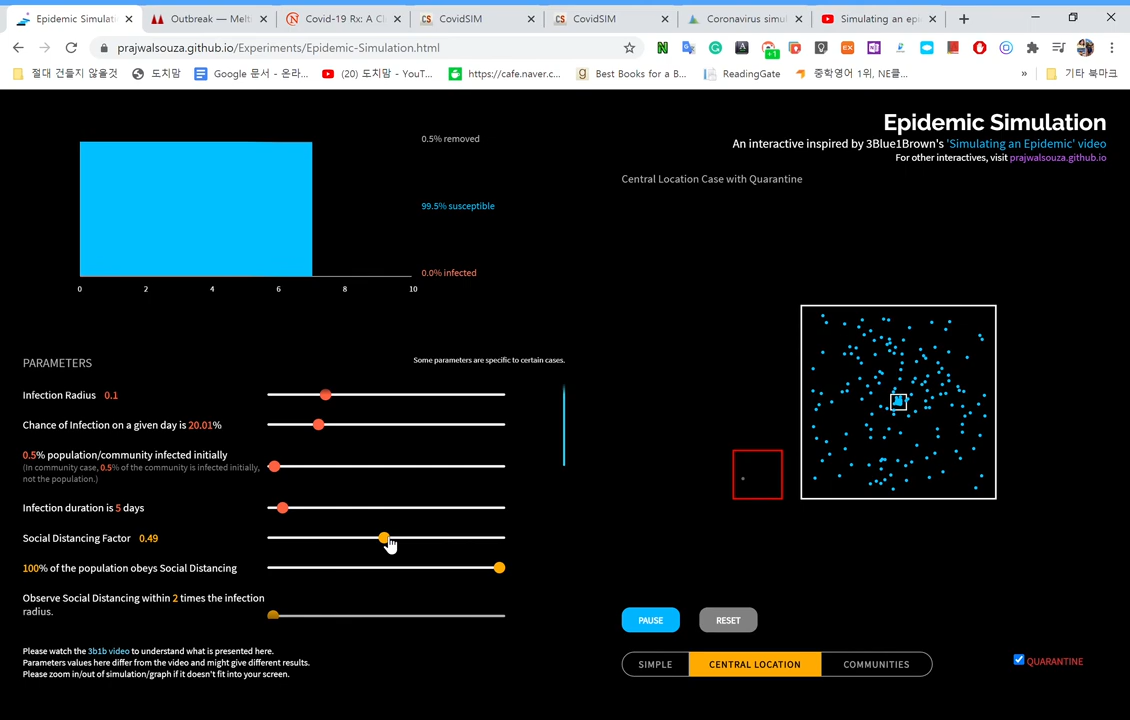 Epidemic Simulati
Outbreak — Melt
Covid-19 Rx: A Cl
CovidSIM
CovidSIM
Coronavirus simul
Simulating an epi
prajwalsouza.github.io/Experiments/Epidemic-Simulation.html
절대 건들지 않을것
도치맘
Google 문서 - 온라...
(20) 도치맘 - YouT...
https://cafe.naver.c...
Best Books for a B...
ReadingGate
중학영어 1위, NE클...
»
기타 북마크
Epidemic Simulation
An interactive inspired by 3Blue1Brown's 'Simulating an Epidemic' video
For other interactives, visit prajwalsouza.github.io
Central Location Case with Quarantine
0.5% removed
99.5% susceptible
0.0% infected
0 2 4 6 8 10
PARAMETERS
Some parameters are specific to certain cases.
Infection Radius 0.1
Chance of Infection on a given day is 20.01%
0.5% population/community infected initially
(In community case, 0.5% of the community is infected initially,
not the population.)
Infection duration is 5 days
Social Distancing Factor 0.49
100% of the population obeys Social Distancing
Observe Social Distancing within 2 times the infection
radius.
Please watch the 3b1b video to understand what is presented here.
Parameters values here differ from the video and might give different results.
Please zoom in/out of simulation/graph if it doesn't fit into your screen.
PAUSE
RESET
SIMPLE
CENTRAL LOCATION
COMMUNITIES
QUARANTINE